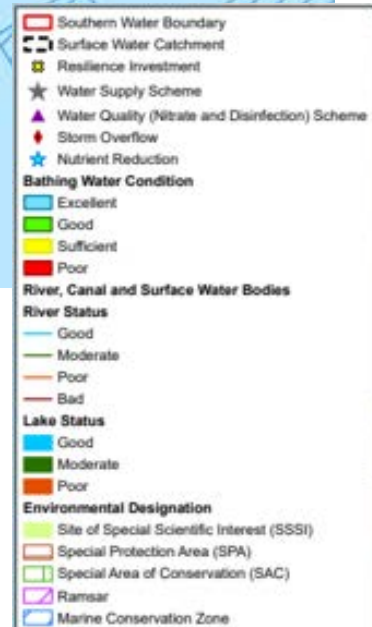 Southern Water Boundary
Surface Water Catchment
Resilience Investment
Water Supply Scheme
Water Quality (Nitrate and Disinfection) Scheme
Storm Overflow
Nutrient Reduction
Bathing Water Condition
Excellent
Good
Sufficient
Poor
River, Canal and Surface Water Bodies
River Status
Good
Moderate
Poor
Bad
Lake Status
Good
Moderate
Poor
Environmental Designation
Site of Special Scientific Interest (SSSI)
Special Protection Area (SPA)
Special Area of Conservation (SAC)
Ramsar
Marine Conservation Zone